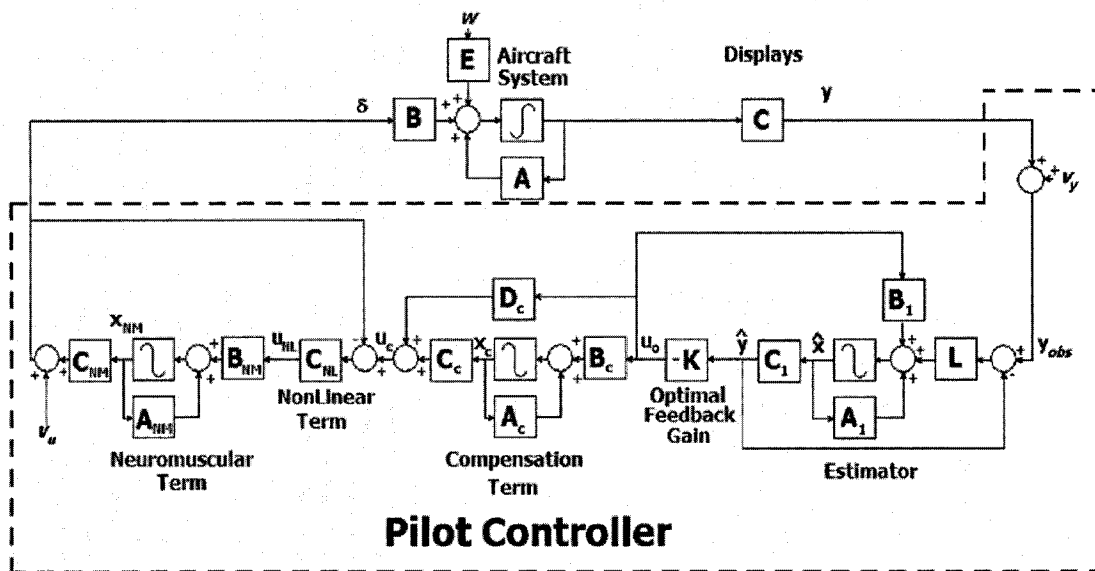 w
E
Aircraft
System
Displays
δ
B
+
+
+
∫
C
y
A
+
+
v_y
D_c
B_1
x_NM
u_NL
u_c
x_c
u_o
ŷ
x̂
y_obs
+
+
C_NM
∫
+
+
B_NM
C_NL
-
+
+
+
C_c
∫
+
+
B_c
-K
C_1
∫
+
+
+
L
+
-
v_u
A_NM
NonLinear
Term
A_c
Optimal
Feedback
Gain
A_1
Neuromuscular
Term
Compensation
Term
Estimator
Pilot Controller